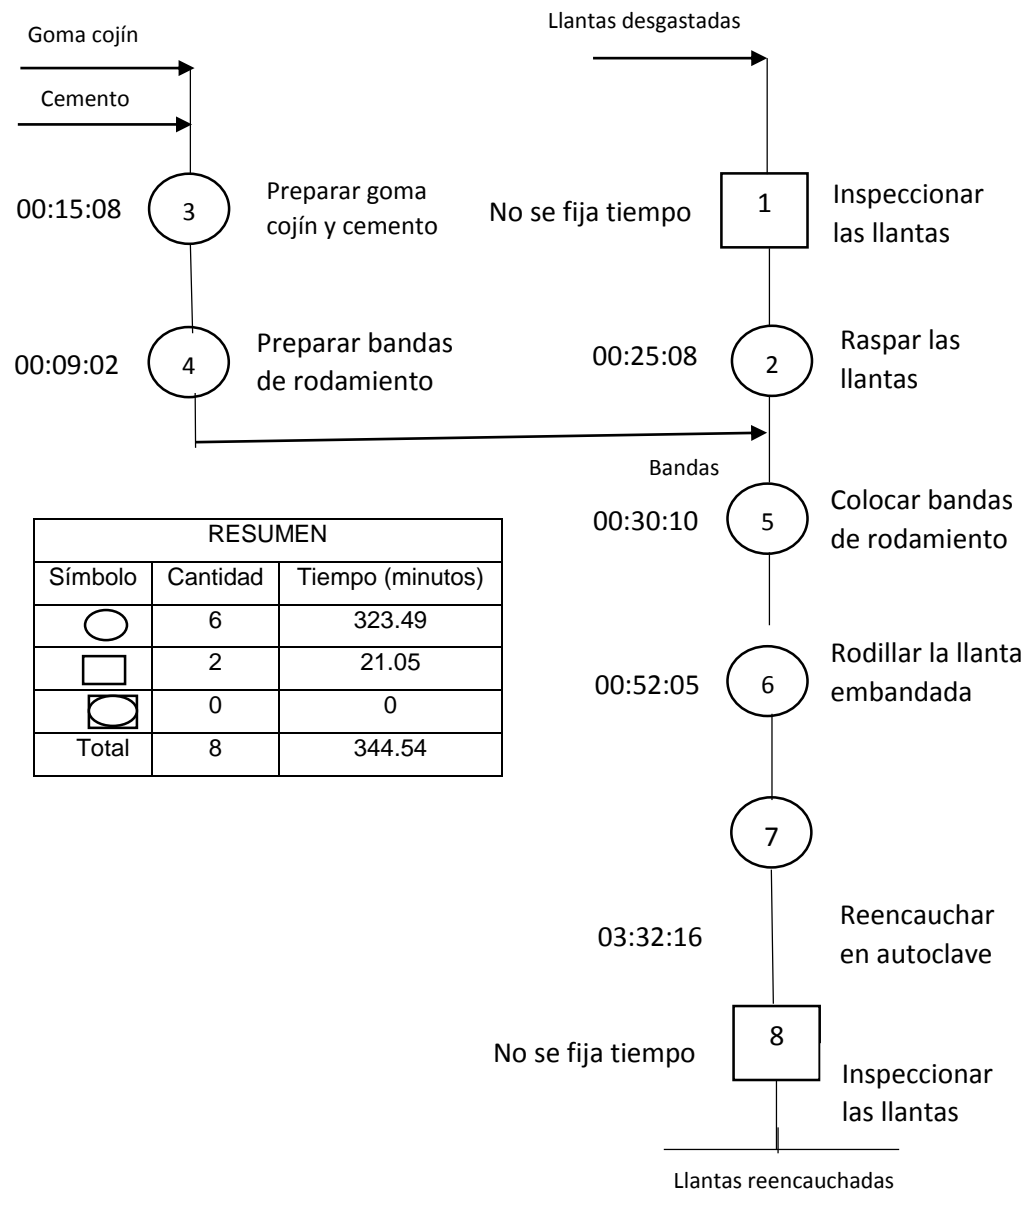 Goma cojín
Cemento
00:15:08
3
Preparar goma
cojín y cemento
00:09:02
4
Preparar bandas
de rodamiento
Llantas desgastadas
No se fija tiempo
1
Inspeccionar
las llantas
00:25:08
2
Raspar las
llantas
Bandas
00:30:10
5
Colocar bandas
de rodamiento
00:52:05
6
Rodillar la llanta
embandada
7
03:32:16
Reencauchar
en autoclave
No se fija tiempo
8
Inspeccionar
las llantas
Llantas reencauchadas
RESUMEN
Símbolo Cantidad Tiempo (minutos)
6 323.49
2 21.05
0 0
Total 8 344.54